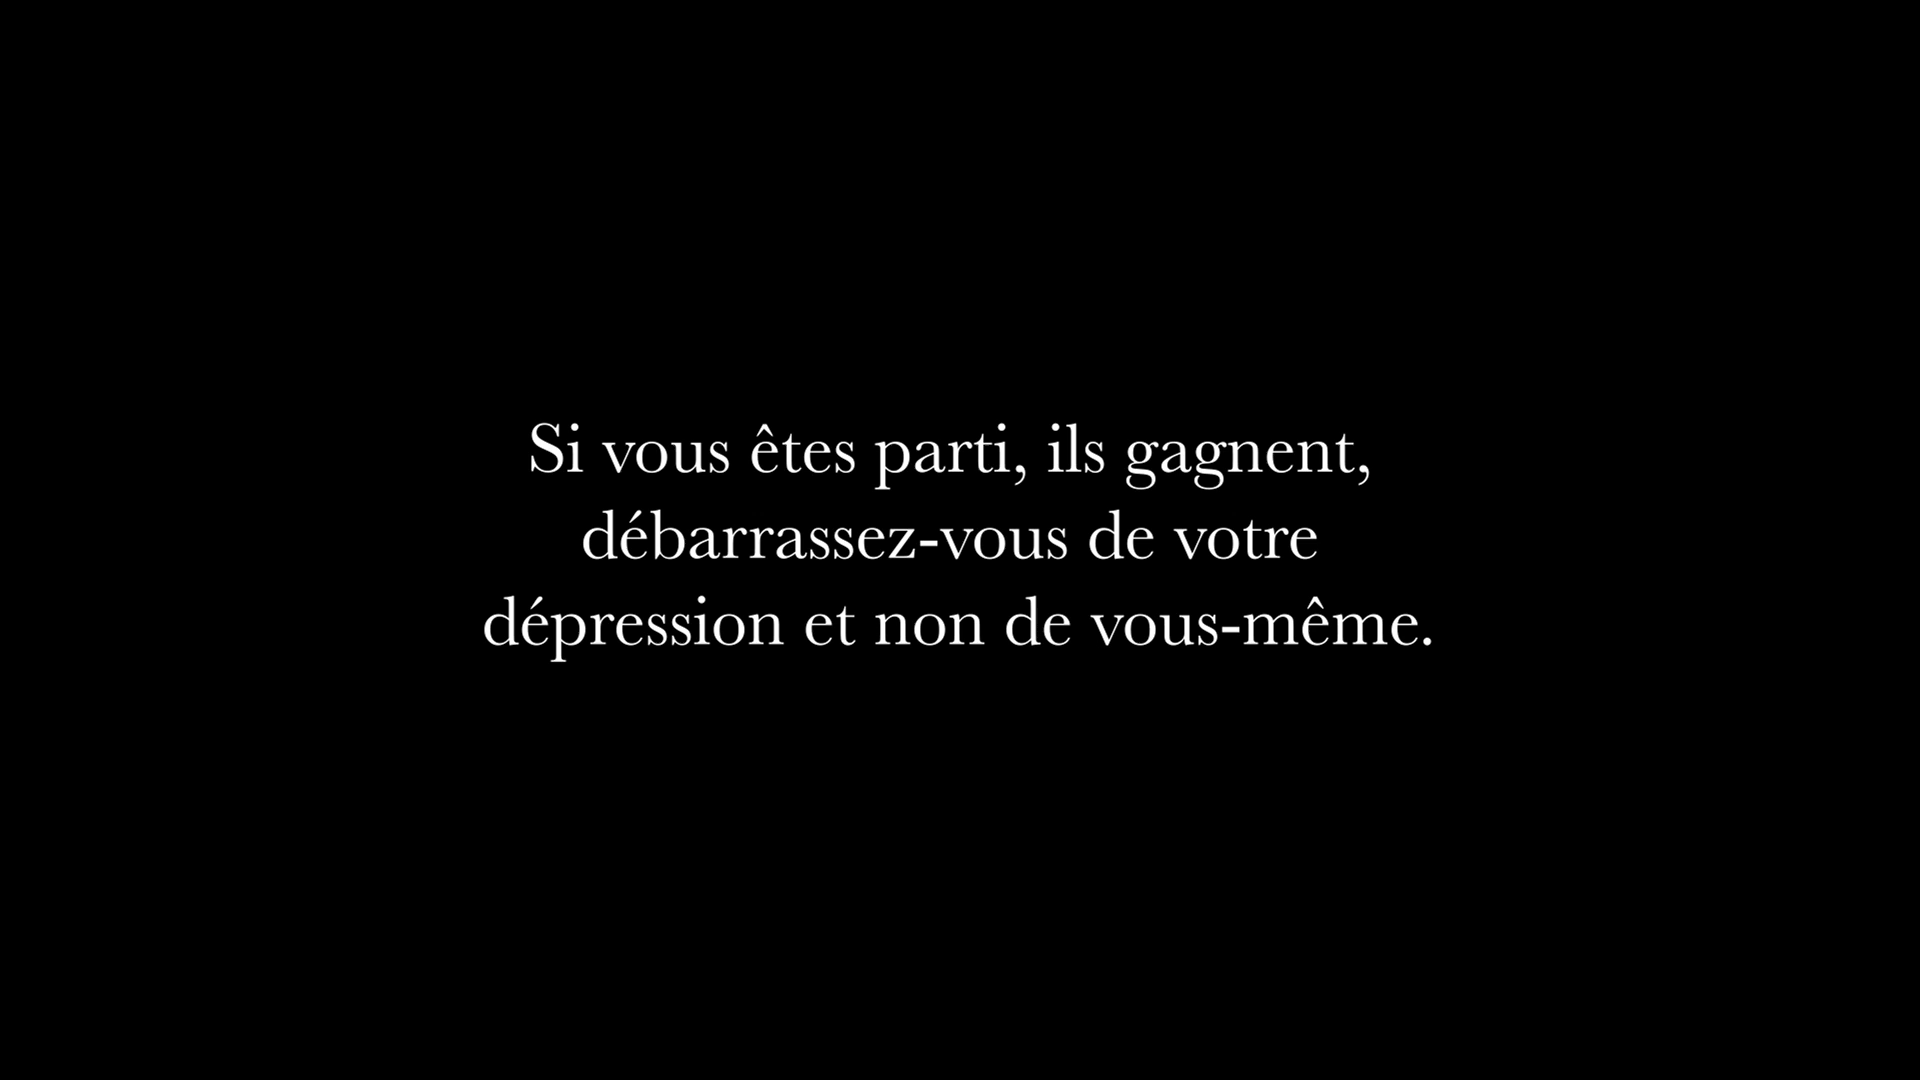 Si vous êtes parti, ils gagnent,
débarrassez-vous de votre
dépression et non de vous-même.